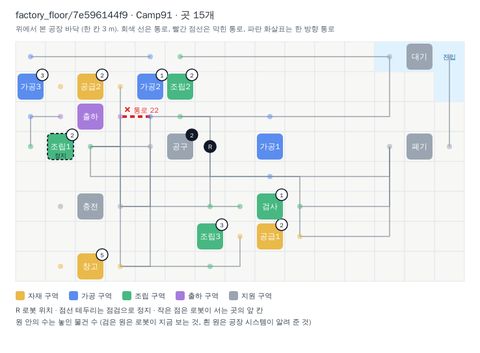 factory_floor/7e596144f9 · Camp91 · 곳 15개
위에서 본 공장 바닥 (한 칸 3 m). 회색 선은 통로, 빨간 점선은 막힌 통로, 파란 화살표는 한 방향 통로
대기
진입
가공3
3
공급2
2
가공2
1
조립2
2
출하
✕ 통로 22
조립1
2
공구
2
R
가공1
폐기
충전
검사
1
조립3
3
공급1
2
창고
5
자재 구역
가공 구역
조립 구역
출하 구역
지원 구역
R 로봇 위치 · 점선 테두리는 점검으로 정지 · 작은 점은 로봇이 서는 곳의 앞 칸
원 안의 수는 놓인 물건 수 (검은 원은 로봇이 지금 보는 것, 흰 원은 공장 시스템이 알려 준 것)